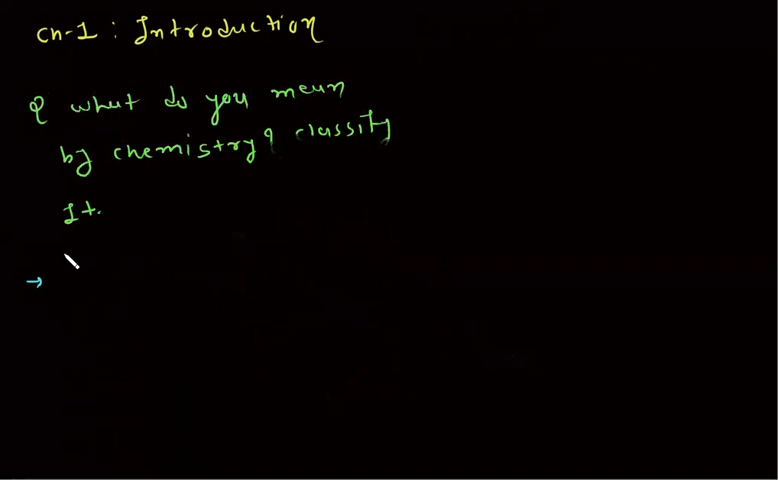 Ch-1 : Introduction
Q what do you mean
by chemistry? classify
It.
→